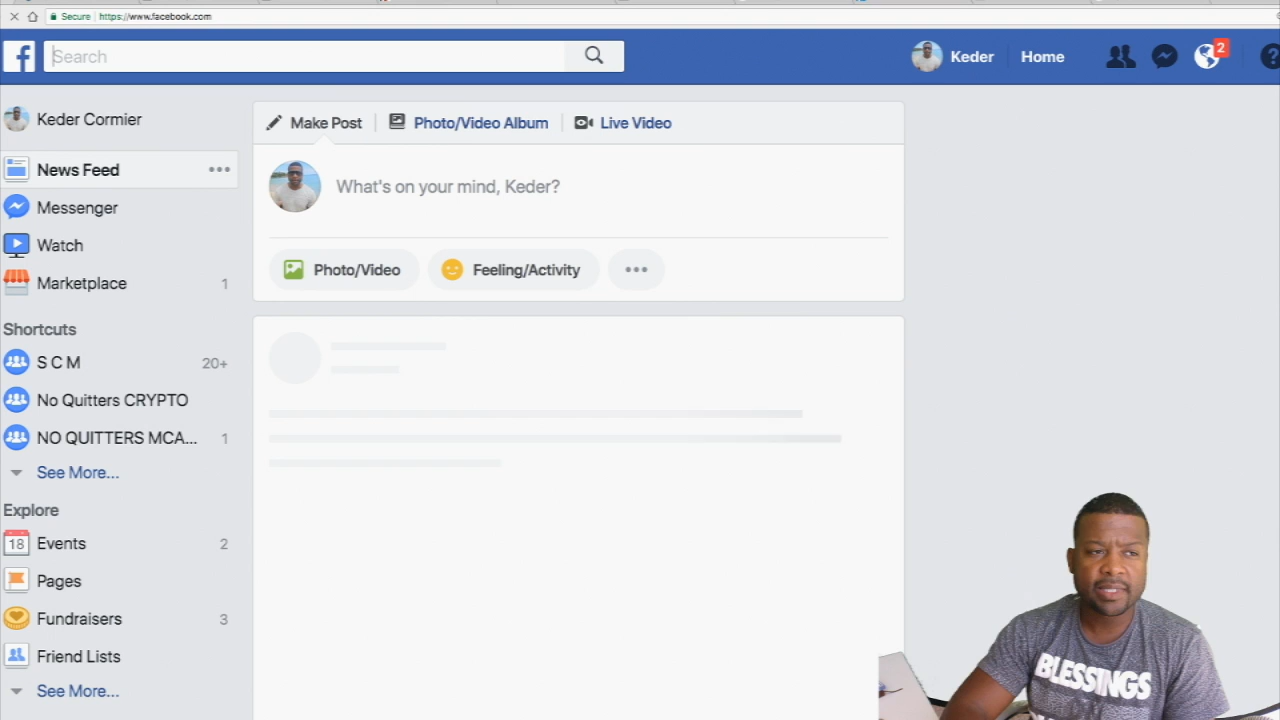 Secure | https://www.facebook.com
f Search Keder Home 2 ?
Keder Cormier
News Feed
Messenger
Watch
Marketplace 1
Shortcuts
S C M 20+
No Quitters CRYPTO
NO QUITTERS MCA... 1
See More...
Explore
18 Events 2
Pages
Fundraisers 3
Friend Lists
See More...
Make Post Photo/Video Album Live Video
What's on your mind, Keder?
Photo/Video Feeling/Activity
BLESSINGS